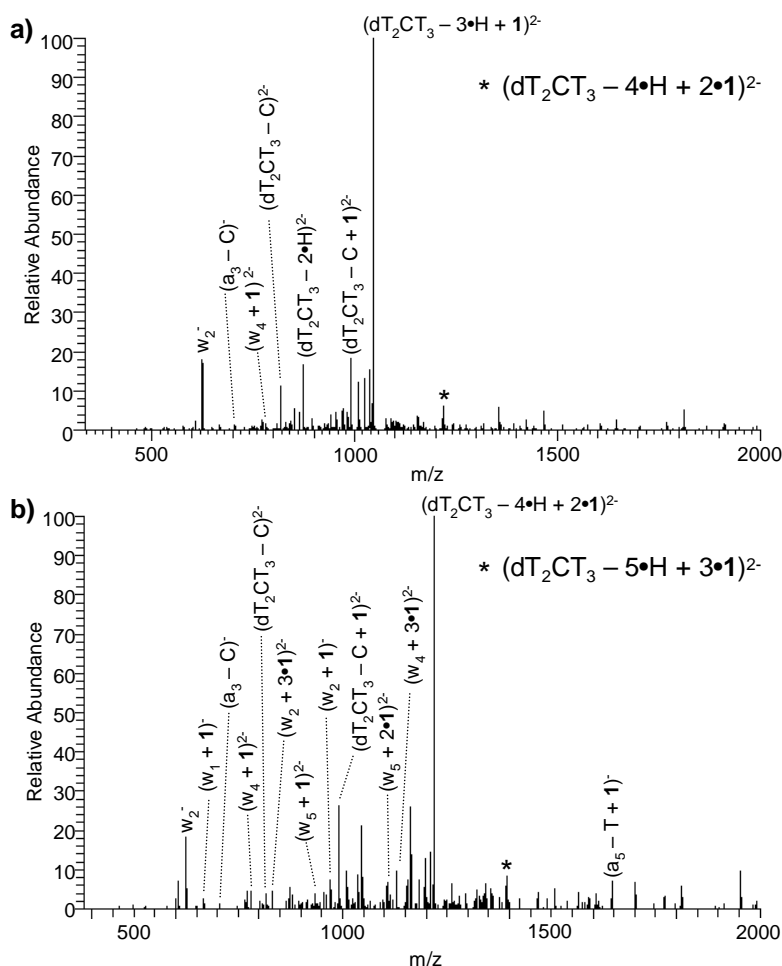 a)
(dT₂CT₃ – 3•H + 1)²⁻
* (dT₂CT₃ – 4•H + 2•1)²⁻
Relative Abundance
100
90
80
70
60
50
40
30
20
10
0
w₂⁻
(a₃ – C)⁻
(w₄ + 1)²⁻
(dT₂CT₃ – C)²⁻
(dT₂CT₃ – 2•H)²⁻
(dT₂CT₃ – C + 1)²⁻
*
500 1000 1500 2000
m/z
b)
(dT₂CT₃ – 4•H + 2•1)²⁻
* (dT₂CT₃ – 5•H + 3•1)²⁻
Relative Abundance
100
90
80
70
60
50
40
30
20
10
0
w₂⁻
(w₁ + 1)⁻
(a₃ – C)⁻
(w₄ + 1)²⁻
(dT₂CT₃ – C)²⁻
(w₂ + 3•1)²⁻
(w₅ + 1)²⁻
(w₂ + 1)⁻
(dT₂CT₃ – C + 1)²⁻
(w₅ + 2•1)²⁻
(w₄ + 3•1)²⁻
*
(a₅ – T + 1)⁻
500 1000 1500 2000
m/z